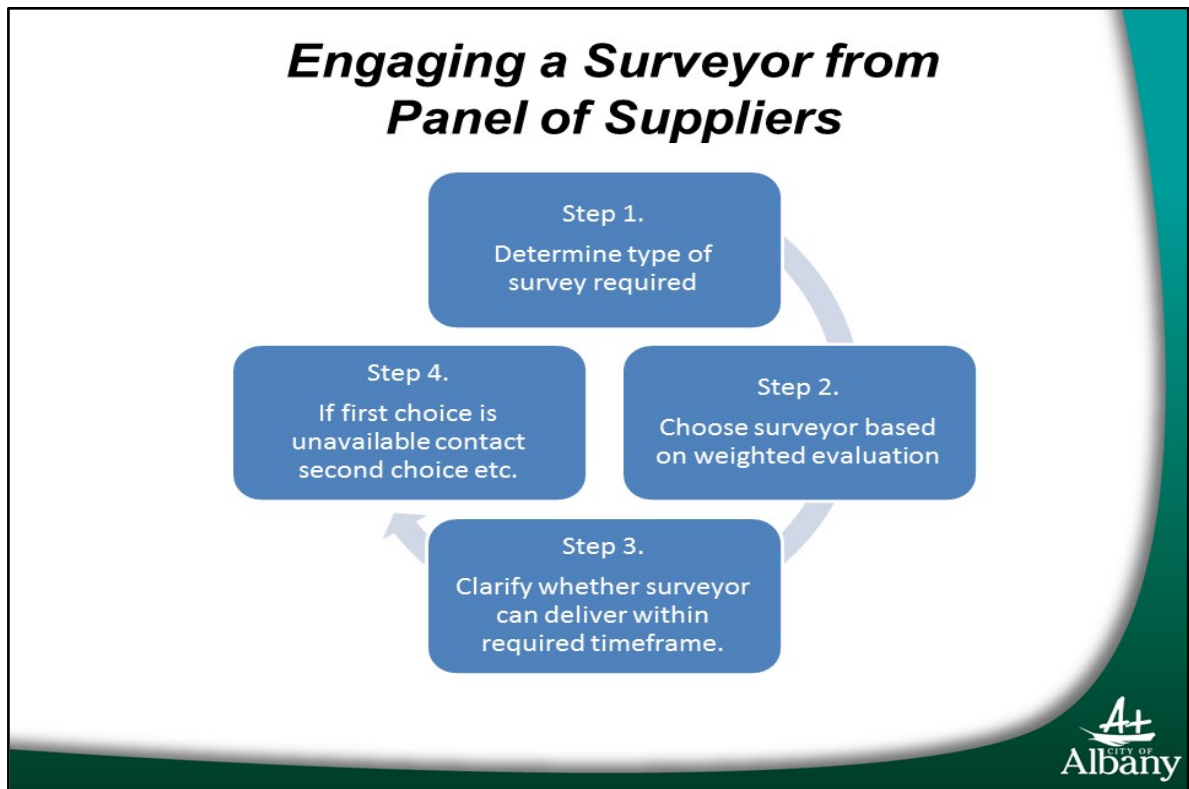 Engaging a Surveyor from
Panel of Suppliers
Step 1.
Determine type of
survey required
Step 2.
Choose surveyor based
on weighted evaluation
Step 3.
Clarify whether surveyor
can deliver within
required timeframe.
Step 4.
If first choice is
unavailable contact
second choice etc.
A+
CITY OF
Albany